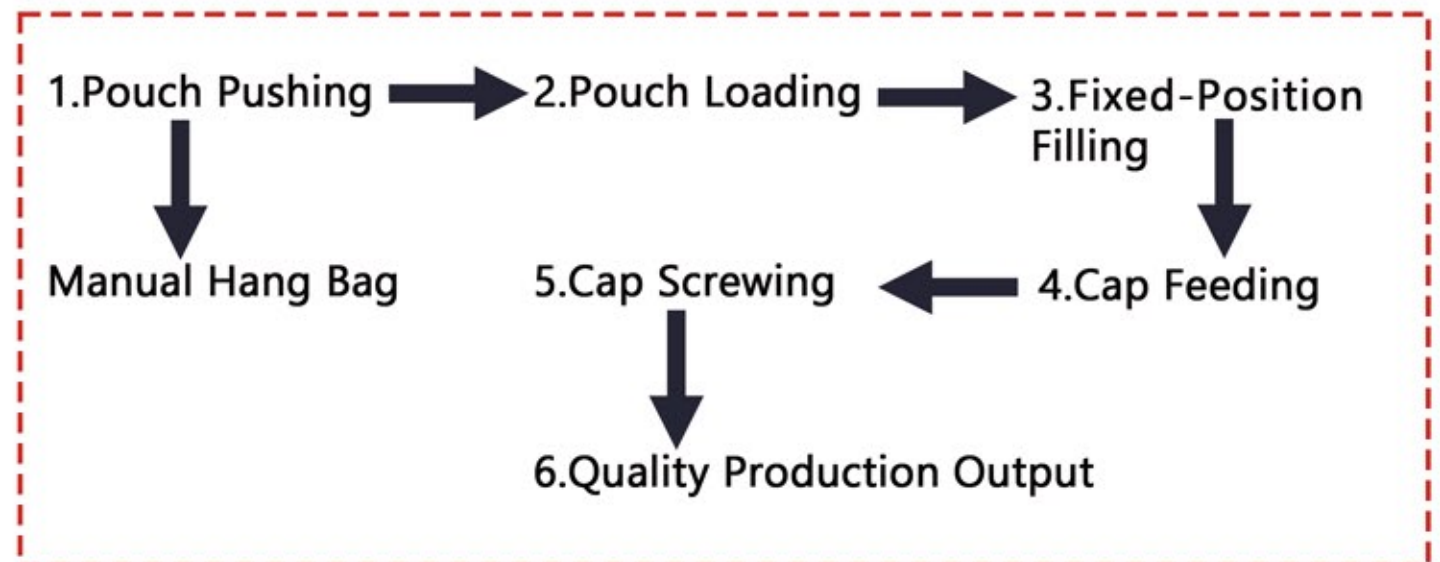 1.Pouch Pushing
2.Pouch Loading
3.Fixed-Position
Filling
Manual Hang Bag
5.Cap Screwing
4.Cap Feeding
6.Quality Production Output